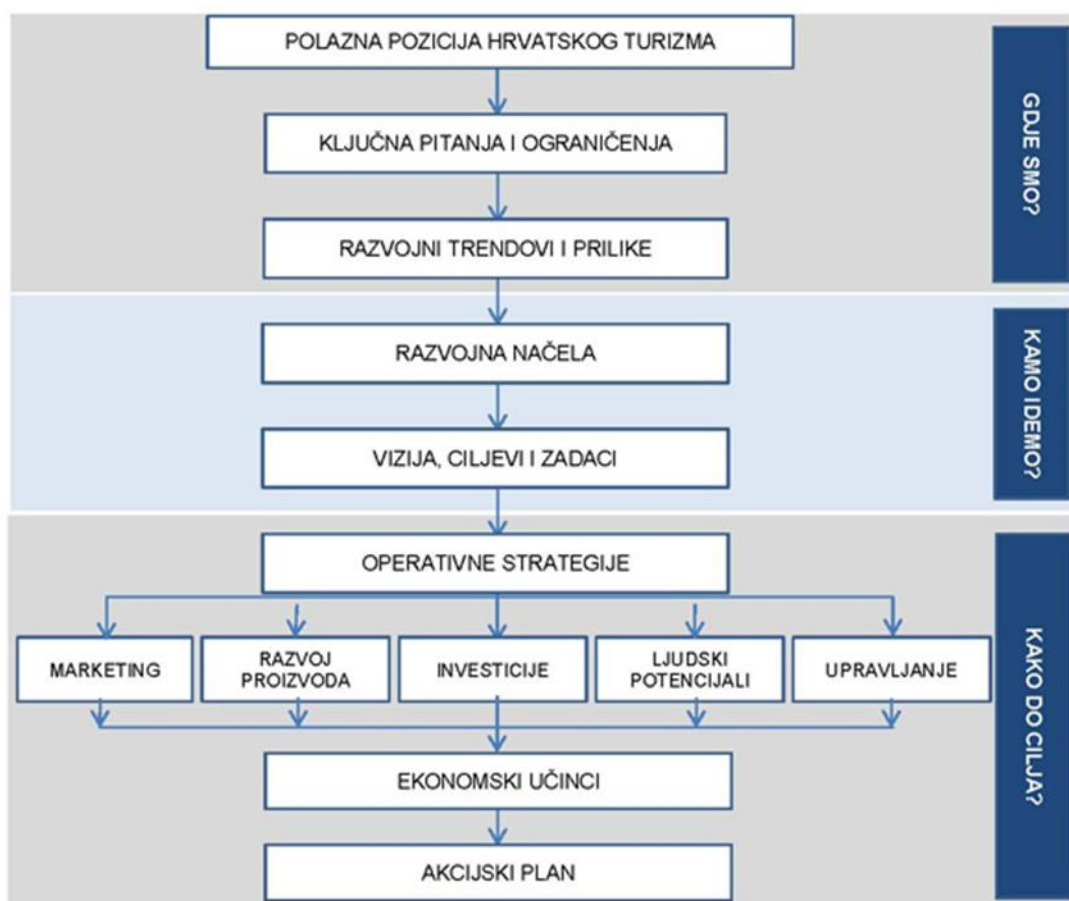 POLAZNA POZICIJA HRVATSKOG TURIZMA
KLJUČNA PITANJA I OGRANIČENJA
RAZVOJNI TRENDOVI I PRILIKE
GDJE SMO?
RAZVOJNA NAČELA
VIZIJA, CILJEVI I ZADACI
KAMO IDEMO?
OPERATIVNE STRATEGIJE
MARKETING
RAZVOJ
PROIZVODA
INVESTICIJE
LJUDSKI
POTENCIJALI
UPRAVLJANJE
EKONOMSKI UČINCI
AKCIJSKI PLAN
KAKO DO CILJA?